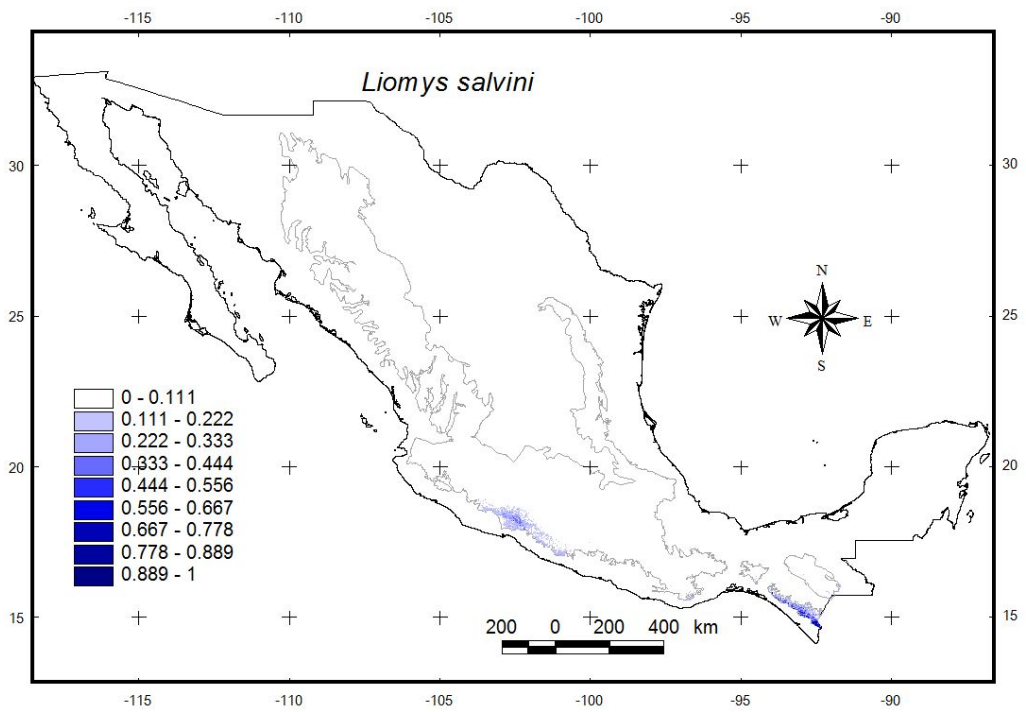 -115 -110 -105 -100 -95 -90
Liomys salvini
30 30
N
W E
S
25 25
0 - 0.111
0.111 - 0.222
0.222 - 0.333
0.333 - 0.444
0.444 - 0.556
0.556 - 0.667
0.667 - 0.778
0.778 - 0.889
0.889 - 1
20 20
15 15
200 0 200 400 km
-115 -110 -105 -100 -95 -90